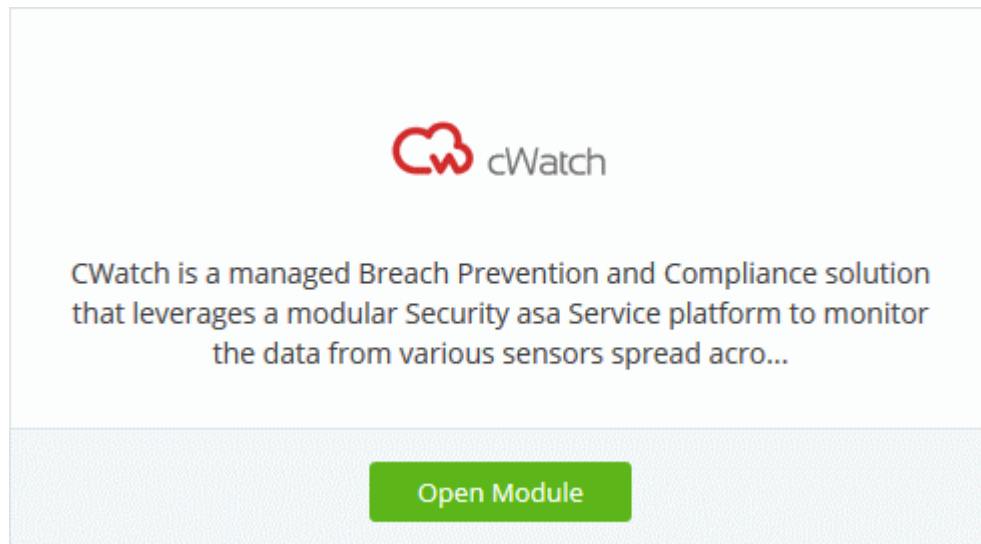 cWatch
CWatch is a managed Breach Prevention and Compliance solution
that leverages a modular Security asa Service platform to monitor
the data from various sensors spread acro...
Open Module